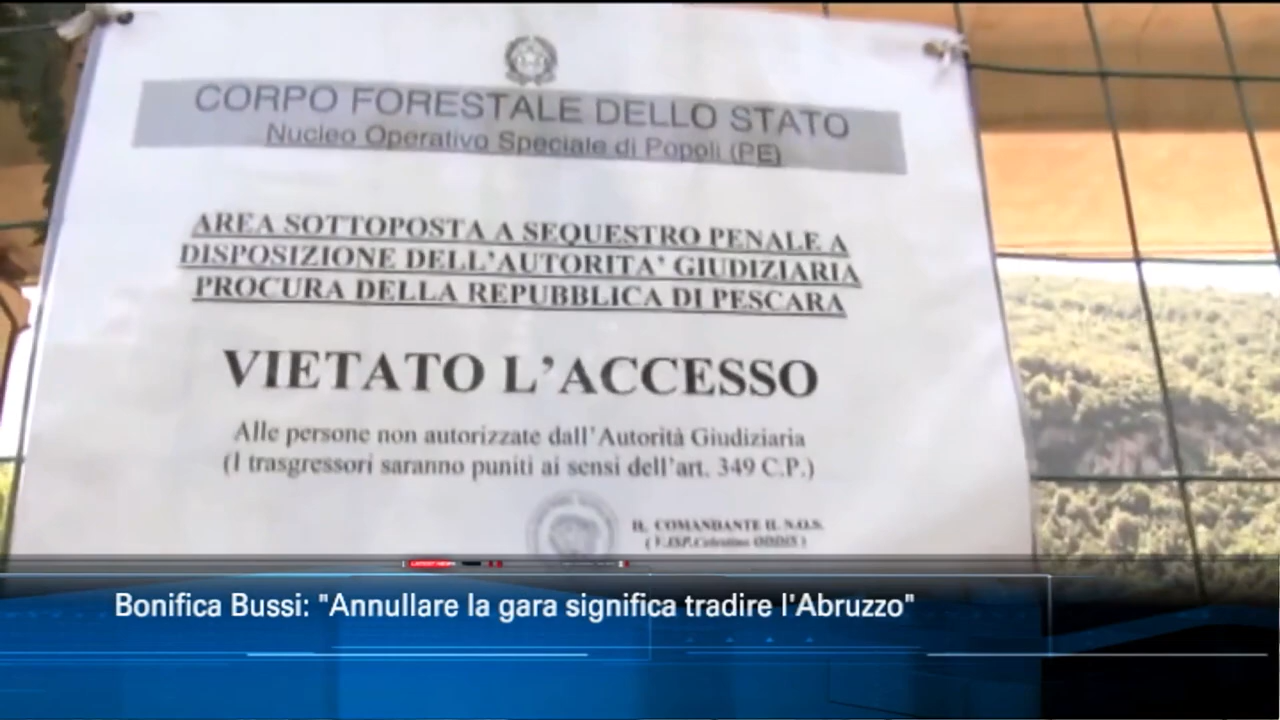 CORPO FORESTALE DELLO STATO
Nucleo Operativo Speciale di Popoli (PE)
AREA SOTTOPOSTA A SEQUESTRO PENALE A
DISPOSIZIONE DELL'AUTORITA' GIUDIZIARIA
PROCURA DELLA REPUBBLICA DI PESCARA
VIETATO L'ACCESSO
Alle persone non autorizzate dall'Autorità Giudiziaria
(I trasgressori saranno puniti ai sensi dell'art. 349 C.P.)
IL COMANDANTE IL N.O.S.
LATEST NEWS
Bonifica Bussi: "Annullare la gara significa tradire l'Abruzzo"